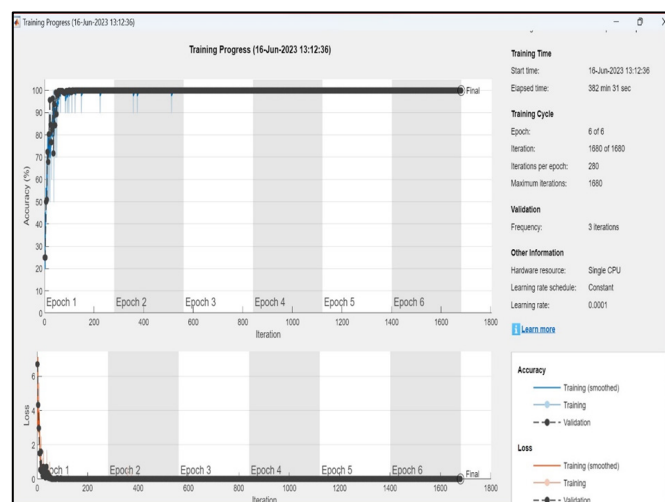 Training Progress (16-Jun-2023 13:12:36)
Training Progress (16-Jun-2023 13:12:36)
100
90
80
70
60
50
40
30
20
10
0
Accuracy (%)
Final
Epoch 1
Epoch 2
Epoch 3
Epoch 4
Epoch 5
Epoch 6
0
200
400
600
800
1000
1200
1400
1600
1800
Iteration
6
4
2
0
Loss
Epoch 1
Epoch 2
Epoch 3
Epoch 4
Epoch 5
Epoch 6
Final
0
200
400
600
800
1000
1200
1400
1600
1800
Iteration
Training Time
Start time: 16-Jun-2023 13:12:36
Elapsed time: 382 min 31 sec
Training Cycle
Epoch: 6 of 6
Iteration: 1680 of 1680
Iterations per epoch: 280
Maximum iterations: 1680
Validation
Frequency: 3 iterations
Other Information
Hardware resource: Single CPU
Learning rate schedule: Constant
Learning rate: 0.0001
Learn more
Accuracy
Training (smoothed)
Training
Validation
Loss
Training (smoothed)
Training
Validation